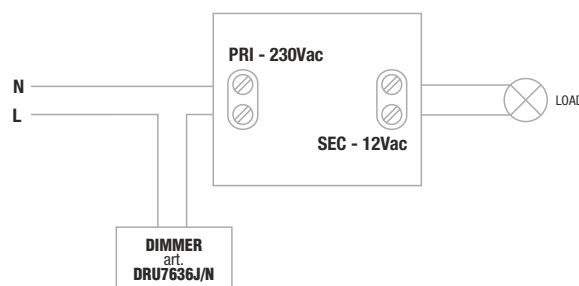 PRI - 230Vac
N
L
LOAD
SEC - 12Vac
DIMMER
art.
DRU7636J/N